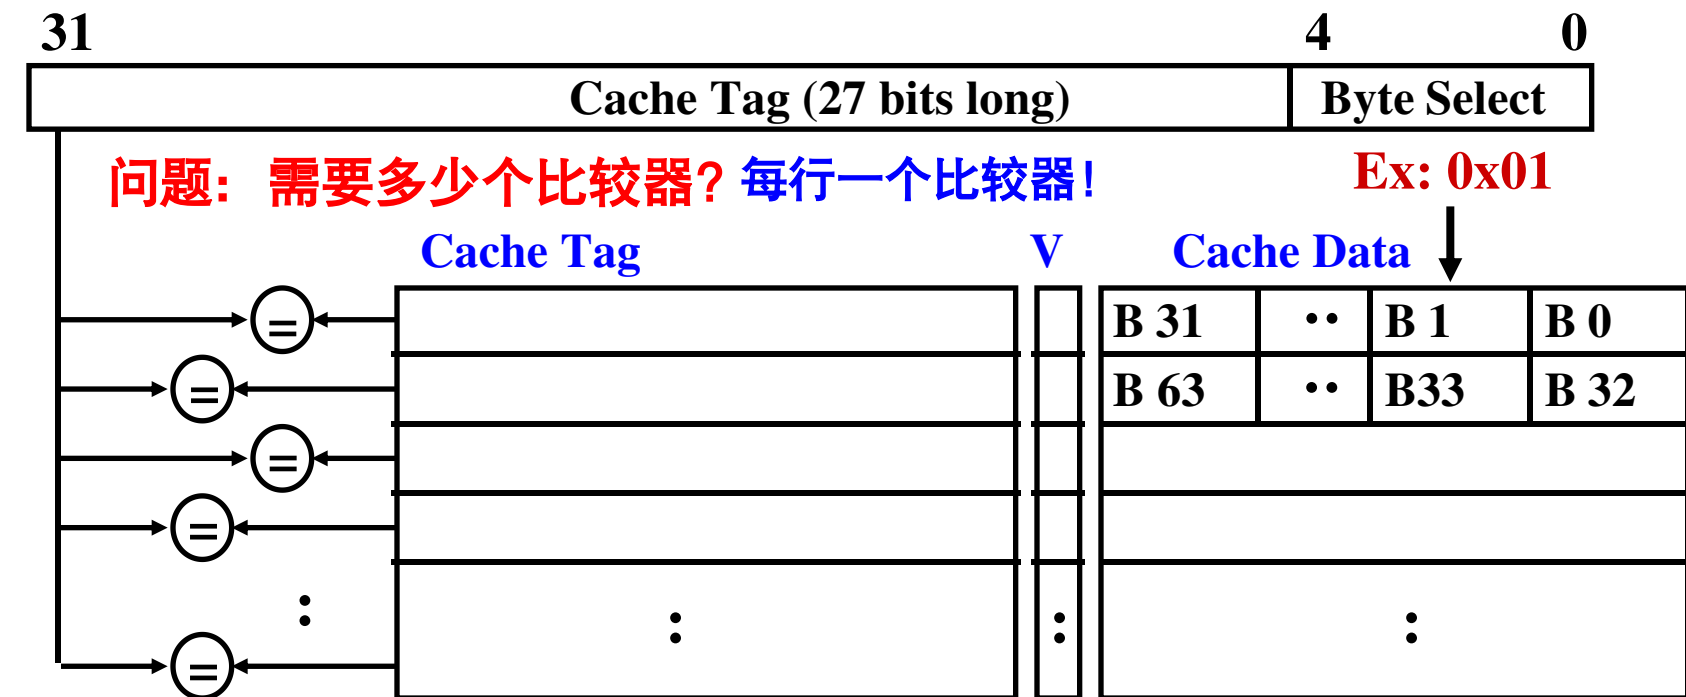 31 4 0
Cache Tag (27 bits long) Byte Select
问题: 需要多少个比较器? 每行一个比较器! Ex: 0x01
Cache Tag V Cache Data
= B 31 ·· B 1 B 0
= B 63 ·· B33 B 32
=
=
: : : :
=